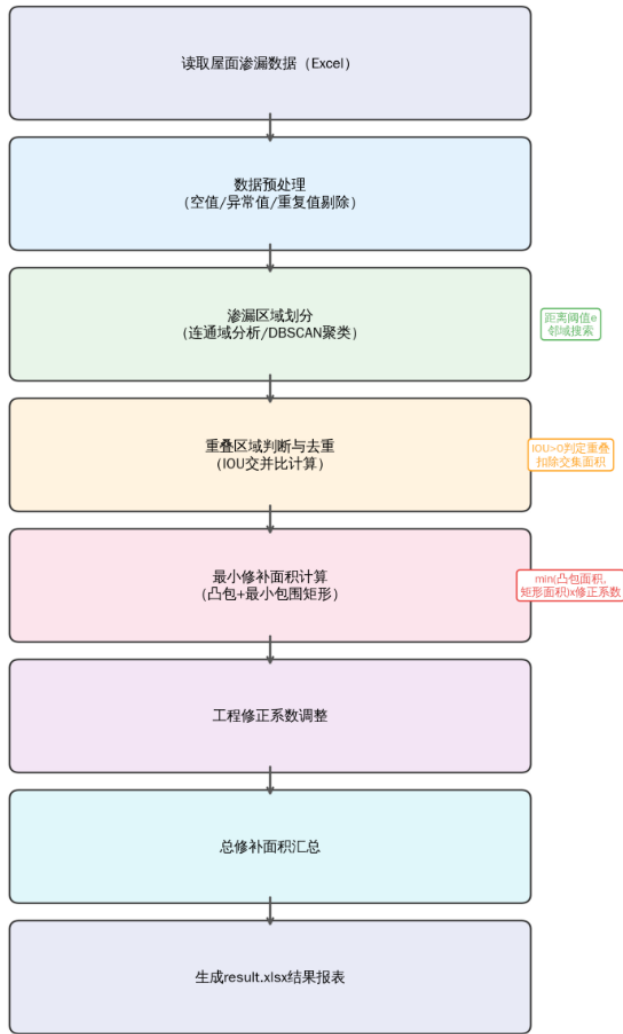 读取屋面渗漏数据（Excel）
数据预处理
（空值/异常值/重复值剔除）
渗漏区域划分
（连通域分析/DBSCAN聚类）
距离阈值e
邻域搜索
重叠区域判断与去重
（IOU交并比计算）
IOU>0判定重叠
扣除交集面积
最小修补面积计算
（凸包+最小包围矩形）
min(凸包面积,
矩形面积)x修正系数
工程修正系数调整
总修补面积汇总
生成result.xlsx结果报表